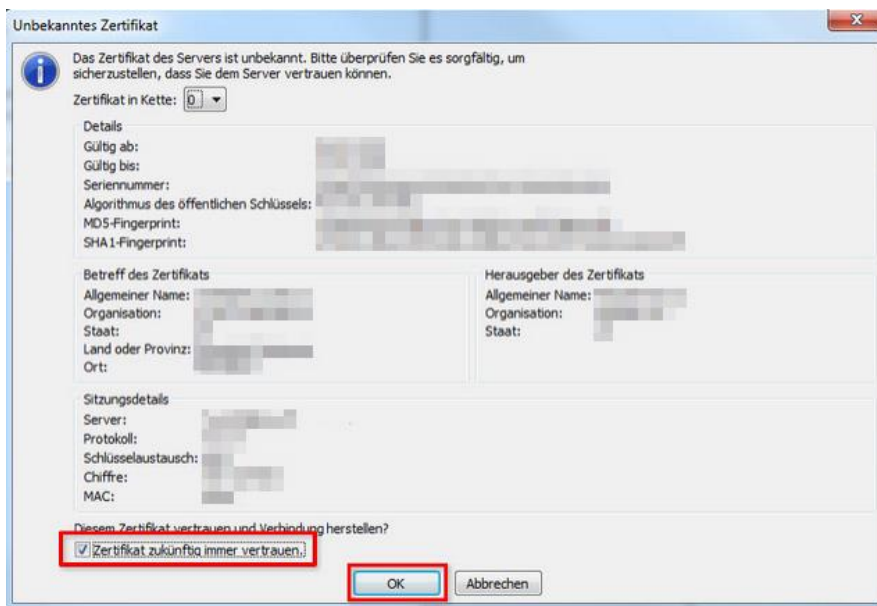 Unbekanntes Zertifikat
Das Zertifikat des Servers ist unbekannt. Bitte überprüfen Sie es sorgfältig, um
sicherzustellen, dass Sie dem Server vertrauen können.
Zertifikat in Kette: 0
Details
Gültig ab:
Gültig bis:
Seriennummer:
Algorithmus des öffentlichen Schlüssels:
MD5-Fingerprint:
SHA1-Fingerprint:
Betreff des Zertifikats
Allgemeiner Name:
Organisation:
Staat:
Land oder Provinz:
Ort:
Herausgeber des Zertifikats
Allgemeiner Name:
Organisation:
Staat:
Sitzungsdetails
Server:
Protokoll:
Schlüsselaustausch:
Chiffre:
MAC:
Diesem Zertifikat vertrauen und Verbindung herstellen?
Zertifikat zukünftig immer vertrauen.
OK
Abbrechen